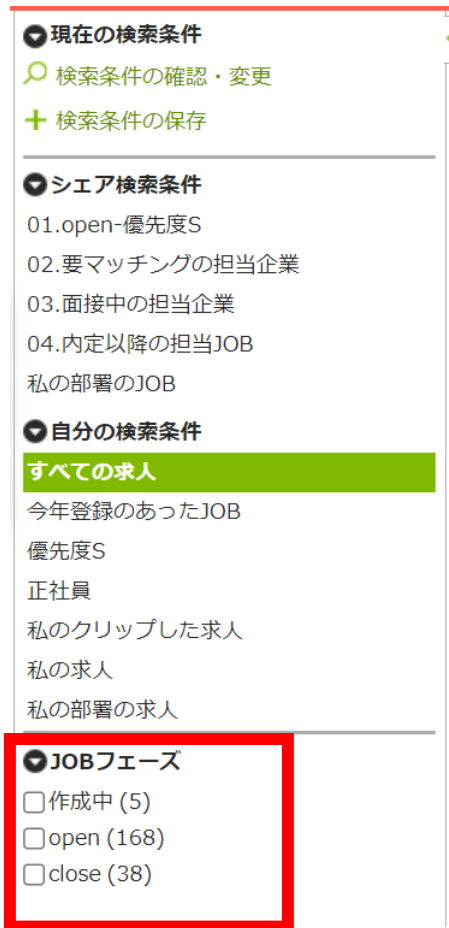 現在の検索条件
検索条件の確認・変更
検索条件の保存
シェア検索条件
01.open-優先度S
02.要マッチングの担当企業
03.面接中の担当企業
04.内定以降の担当JOB
私の部署のJOB
自分の検索条件
すべての求人
今年登録のあったJOB
優先度S
正社員
私のクリップした求人
私の求人
私の部署の求人
JOBフェーズ
作成中 (5)
open (168)
close (38)